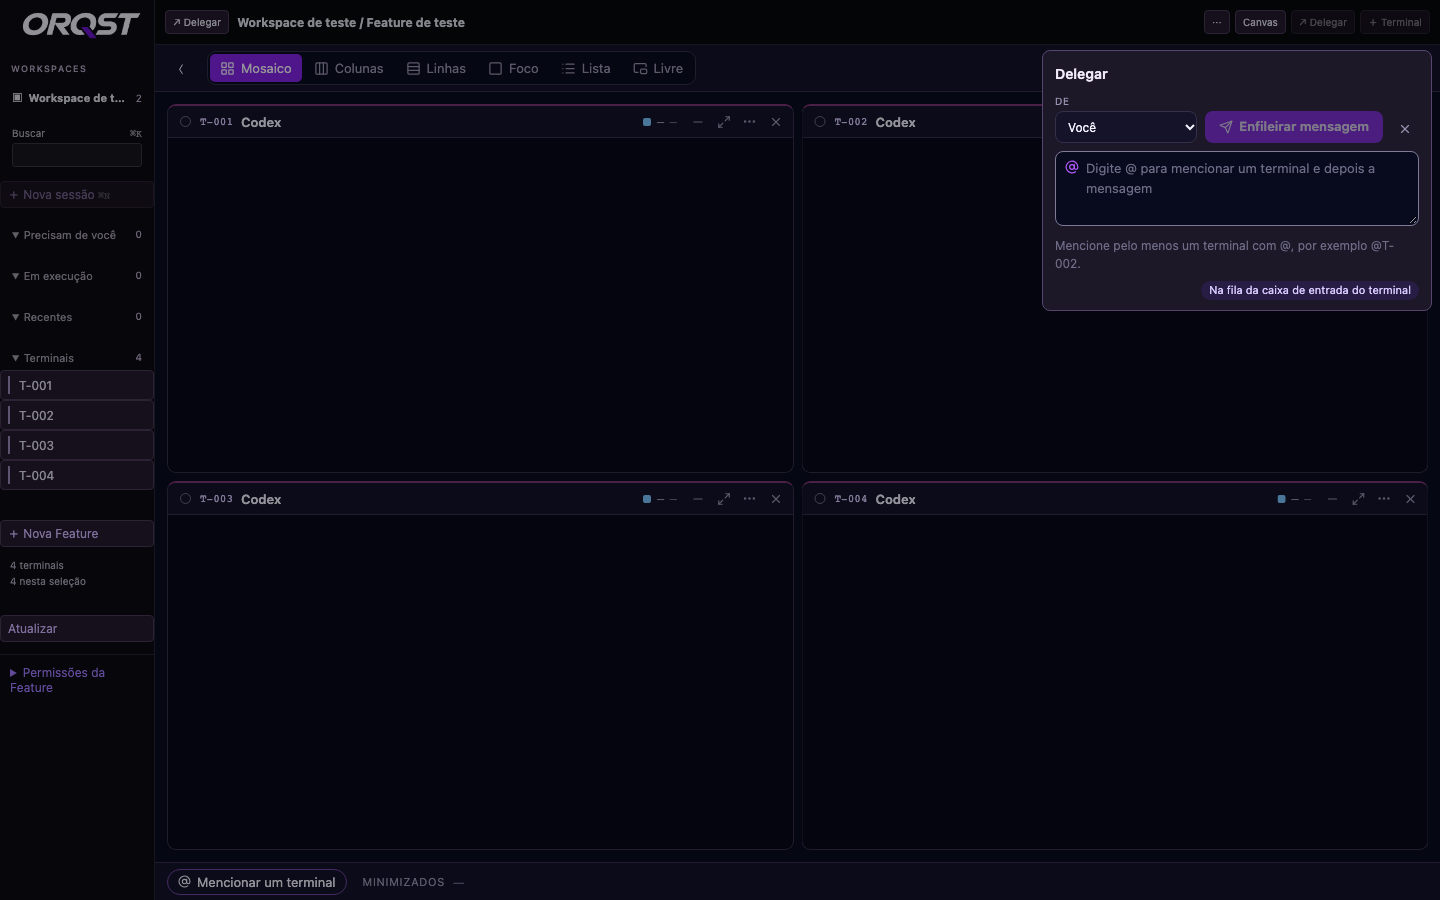 ORQST
↗ Delegar
Workspace de teste / Feature de teste
···
Canvas
↗ Delegar
+ Terminal
WORKSPACES
Workspace de t... 2
Buscar ⌘K
+ Nova sessão ⌘N
▼ Precisam de você 0
▼ Em execução 0
▼ Recentes 0
▼ Terminais 4
T-001
T-002
T-003
T-004
+ Nova Feature
4 terminais
4 nesta seleção
Atualizar
▶ Permissões da
Feature
Mosaico
Colunas
Linhas
Foco
Lista
Livre
T-001 Codex
T-002 Codex
T-003 Codex
T-004 Codex
Delegar
DE
Você
Enfileirar mensagem
@ Digite @ para mencionar um terminal e depois a
mensagem
Mencione pelo menos um terminal com @, por exemplo @T-
002.
Na fila da caixa de entrada do terminal
@ Mencionar um terminal
MINIMIZADOS —